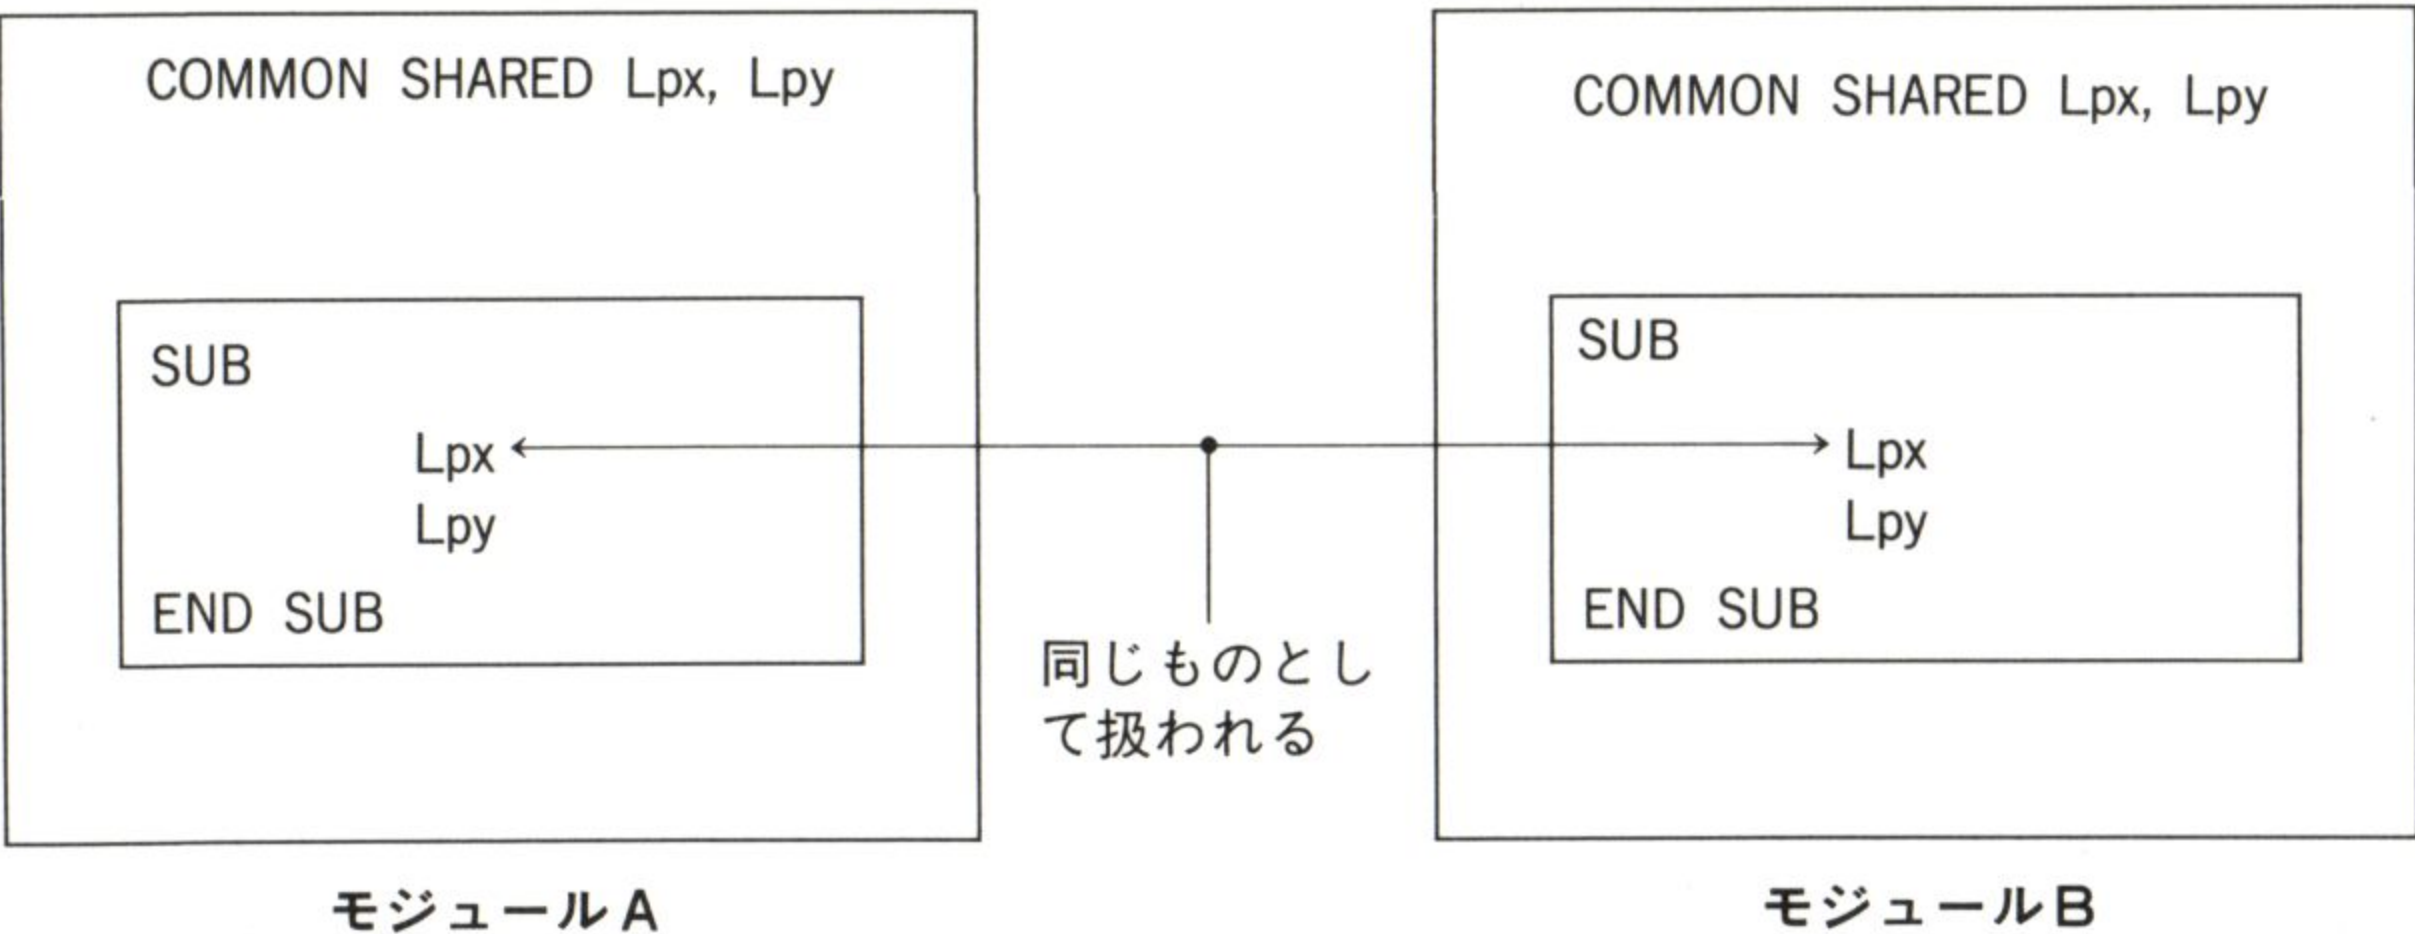 COMMON SHARED Lpx, Lpy
SUB
Lpx
Lpy
END SUB
モジュールA
同じものとし
て扱われる
COMMON SHARED Lpx, Lpy
SUB
Lpx
Lpy
END SUB
モジュールB